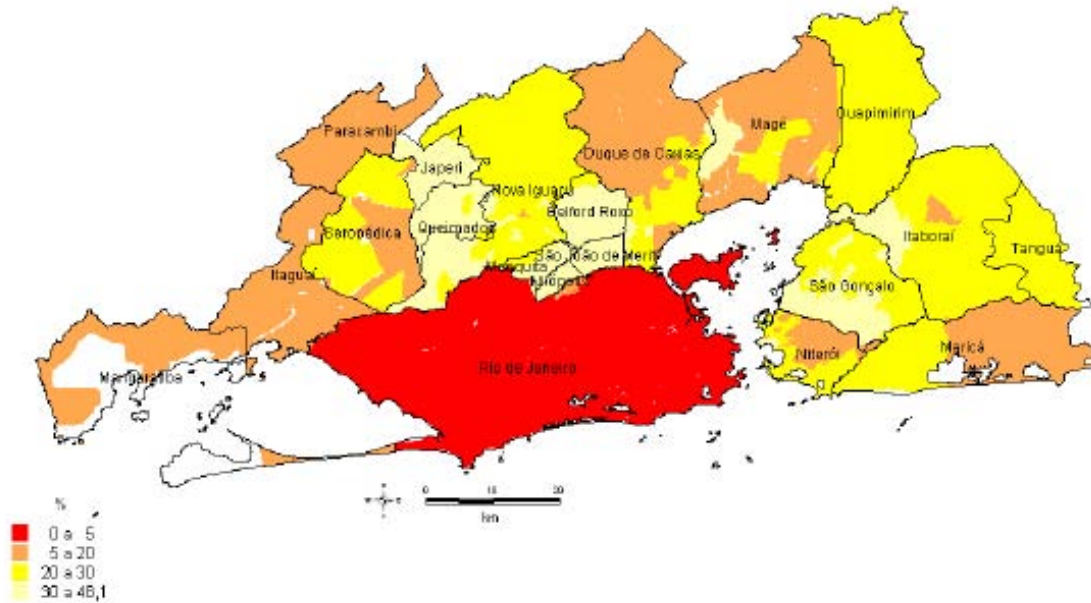 Guapimirim
Magé
Paracambi
Duque de Caxias
Japeri
Nova Iguaçu
Belford Roxo
Queimados
Seropédica
Itaboraí
Tanguá
São João de Meriti
Mesquita
Itaguaí
Nilópolis
São Gonçalo
Maricá
Niterói
Rio de Janeiro
Mangaratiba
%
0 10 20
km
0 a 5
5 a 20
20 a 30
30 a 48,1